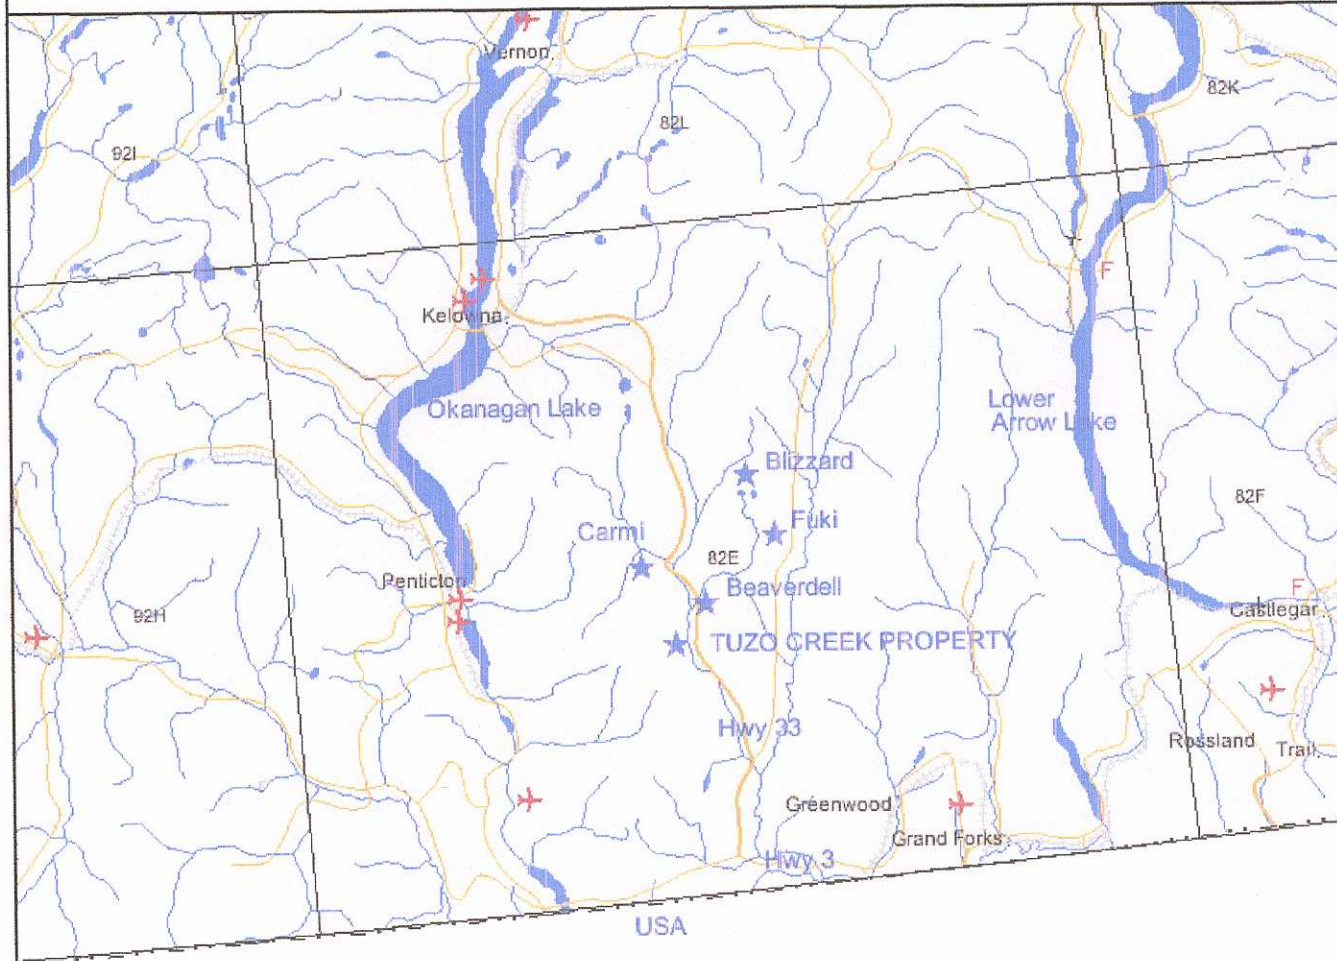 Vernon.
82K
82L
92I
F
Kelowna.
Okanagan Lake
Lower
Arrow Lake
Blizzard
82F
Fuki
Carmi
82E
Penticton
Beaverdell
F
Castlegar.
92H
TUZO CREEK PROPERTY
Hwy 33
Rossland
Trail.
Greenwood
Grand Forks.
Hwy 3
USA